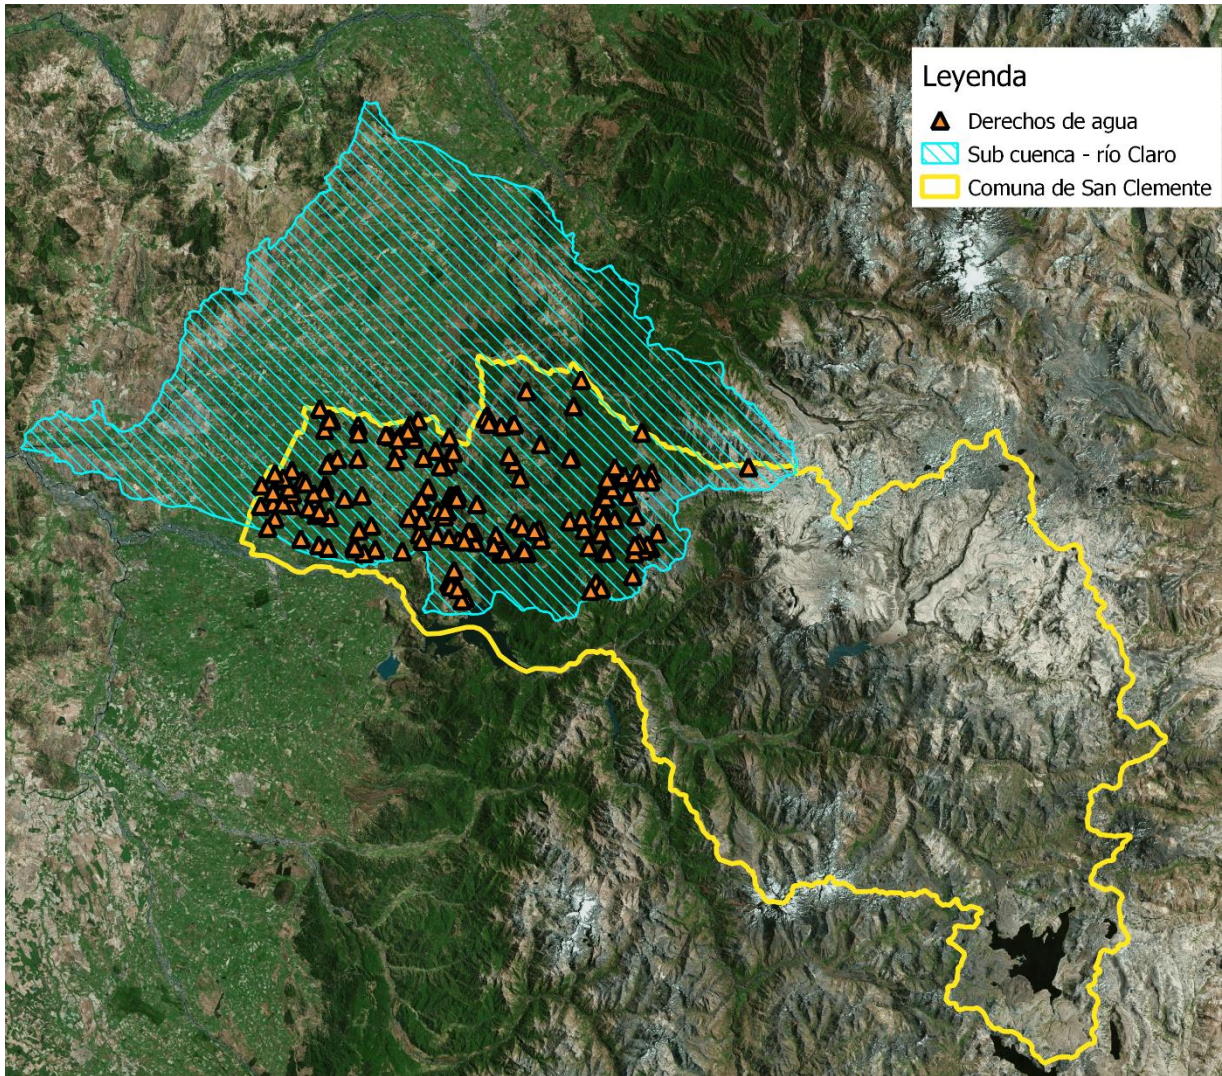 Leyenda
Derechos de agua
Sub cuenca - río Claro
Comuna de San Clemente